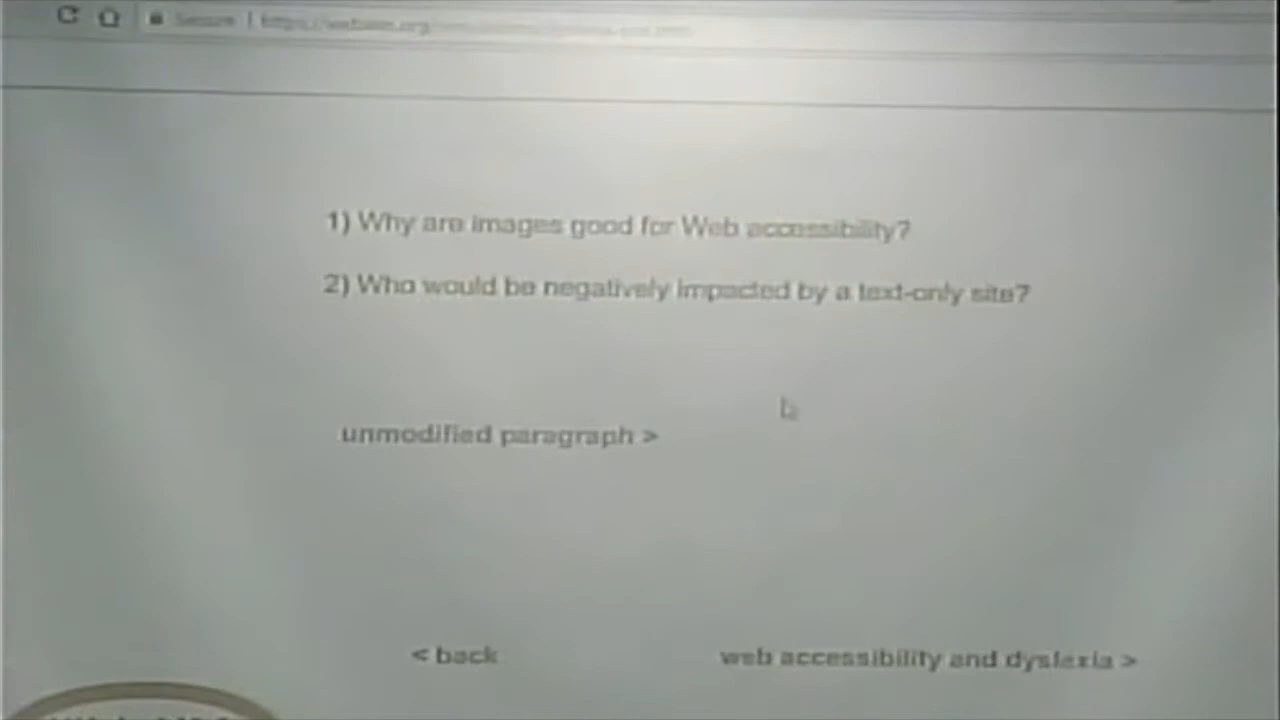 Secure
1) Why are images good for Web accessibility?
2) Who would be negatively impacted by a text-only site?
unmodified paragraph >
< back
web accessibility and dyslexia >